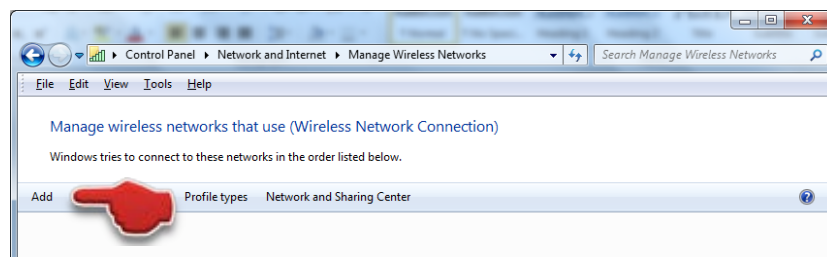 Control Panel ▸ Network and Internet ▸ Manage Wireless Networks Search Manage Wireless Networks
File Edit View Tools Help
Manage wireless networks that use (Wireless Network Connection)
Windows tries to connect to these networks in the order listed below.
Add Profile types Network and Sharing Center